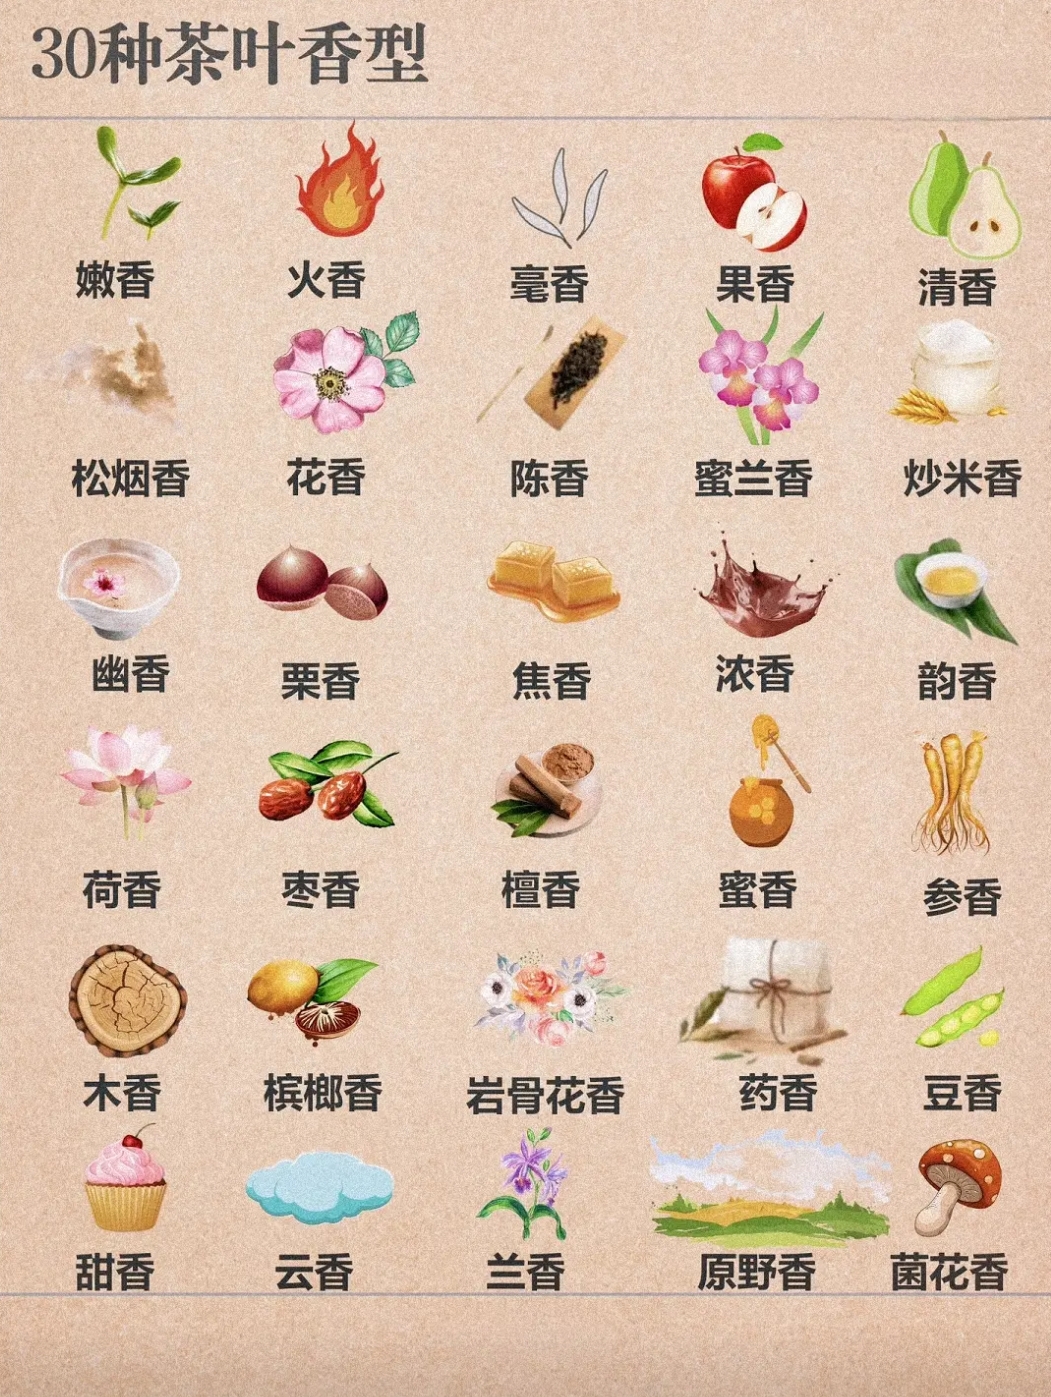 30种茶叶香型
嫩香 火香 毫香 果香 清香
松烟香 花香 陈香 蜜兰香 炒米香
幽香 栗香 焦香 浓香 韵香
荷香 枣香 檀香 蜜香 参香
木香 槟榔香 岩骨花香 药香 豆香
甜香 云香 兰香 原野香 菌花香